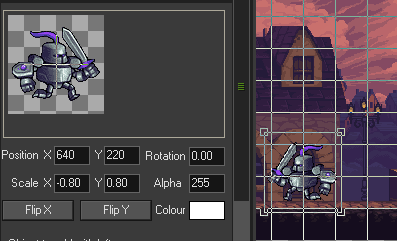 Position X 640 Y 220 Rotation 0.00
Scale X -0.80 Y 0.80 Alpha 255
Flip X Flip Y Colour